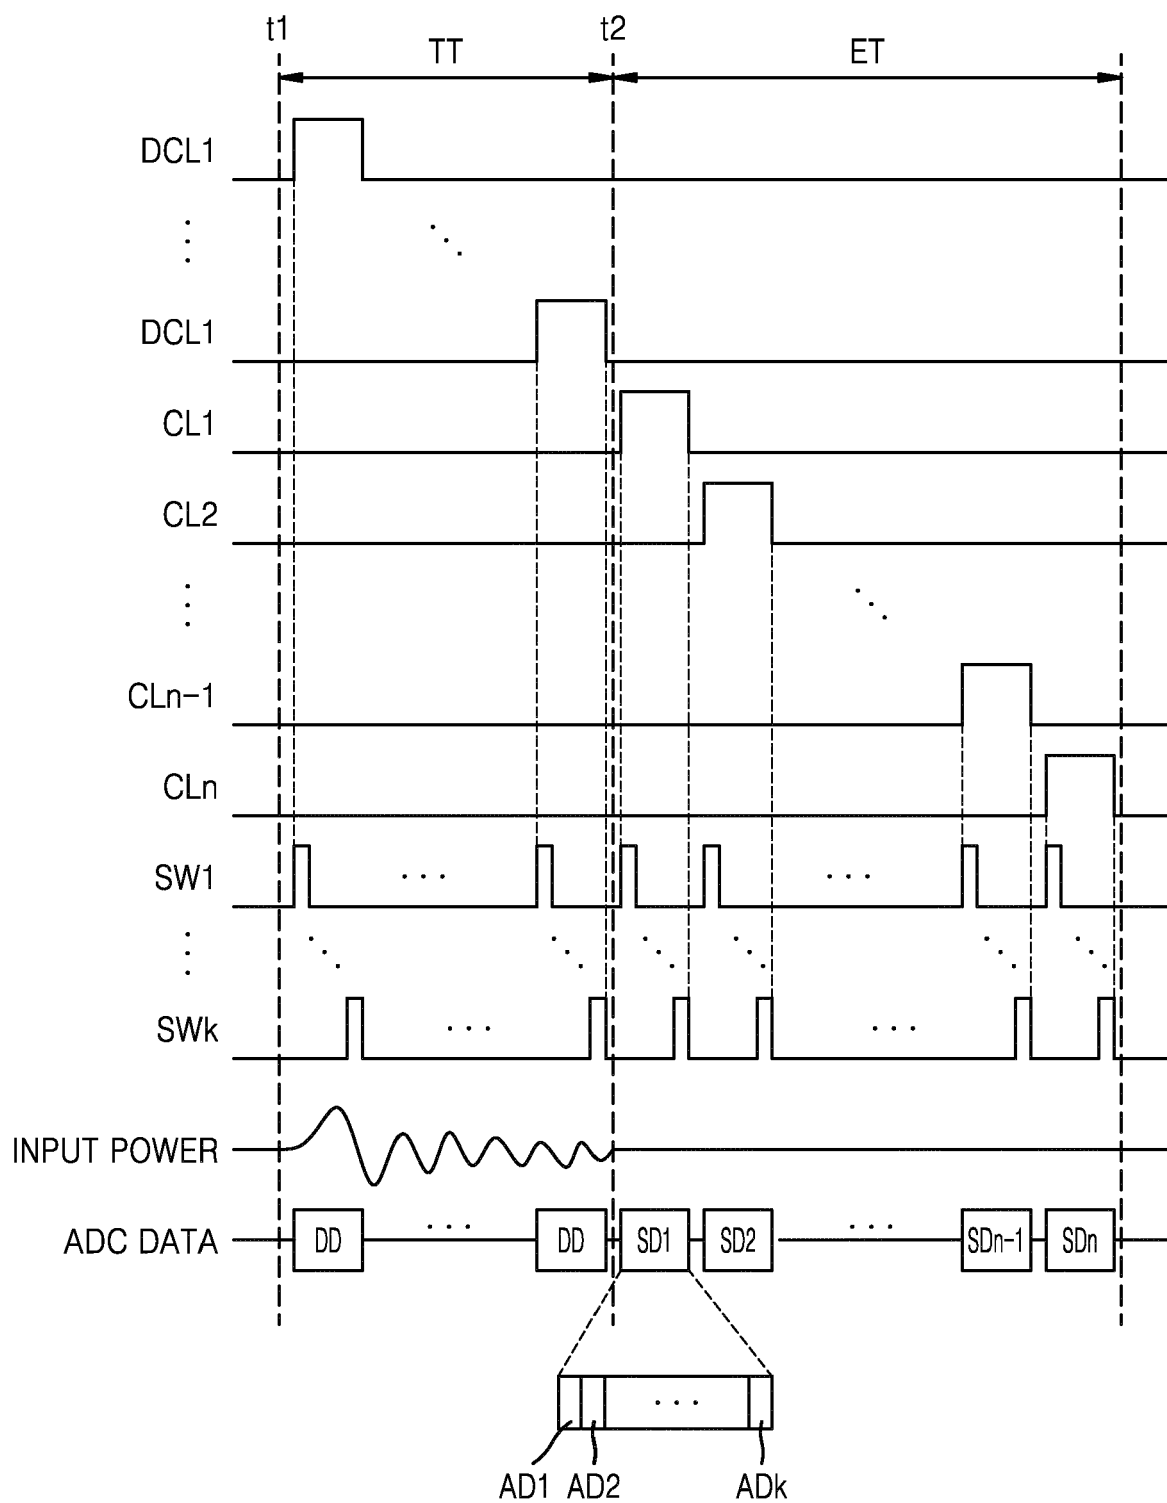 t1 t2
TT ET
DCL1
DCL1
CL1
CL2
CLn-1
CLn
SW1
SWk
INPUT POWER
ADC DATA DD DD SD1 SD2 SDn-1 SDn
AD1 AD2 ADk